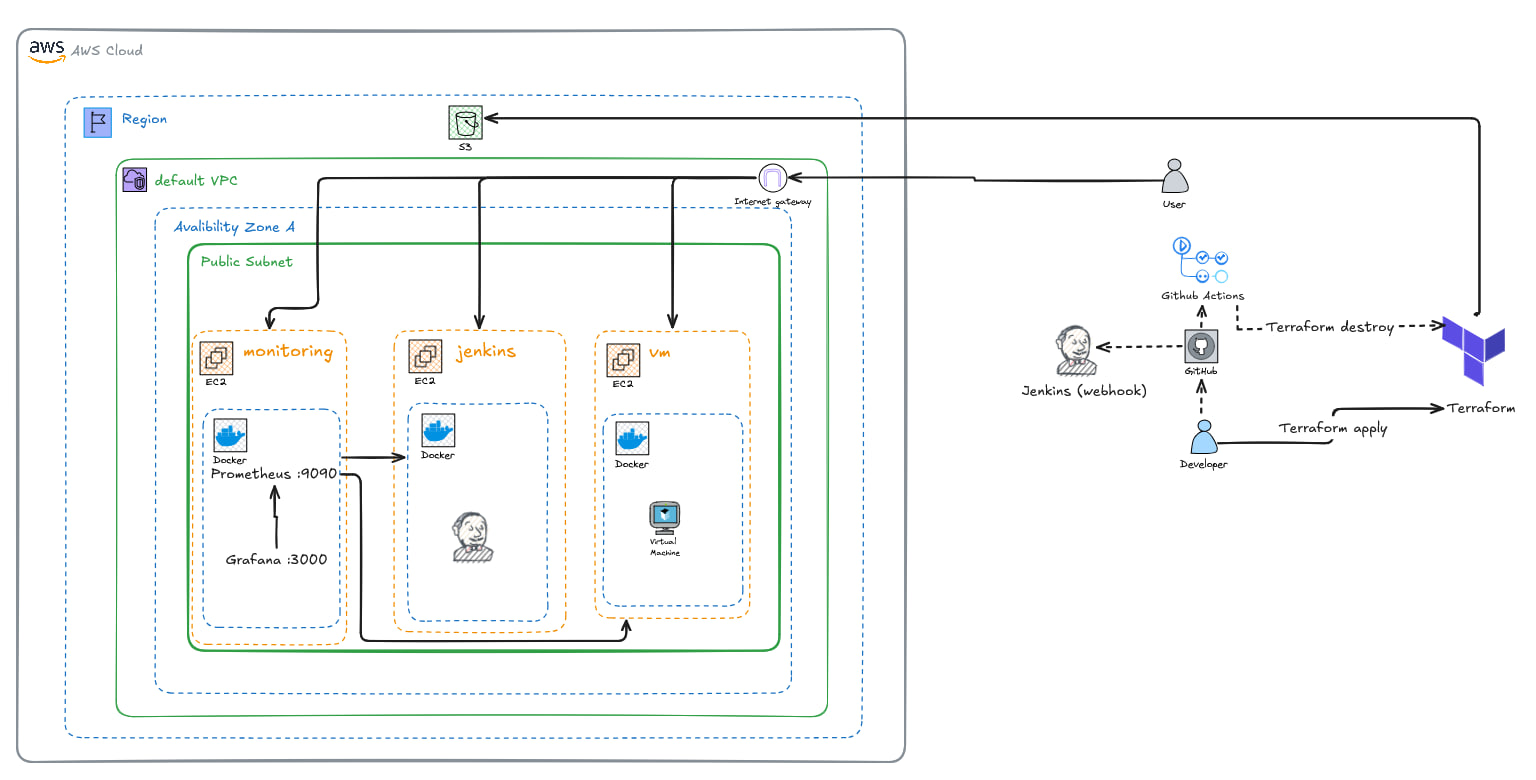 aws AWS Cloud
Region
S3
default VPC
Internet gateway
User
Avalibility Zone A
Public Subnet
Github Actions
Terraform destroy
monitoring
jenkins
vm
EC2
EC2
EC2
GitHub
Jenkins (webhook)
Terraform
Terraform apply
Developer
Docker
Docker
Docker
Prometheus :9090
Grafana :3000
Virtual
Machine